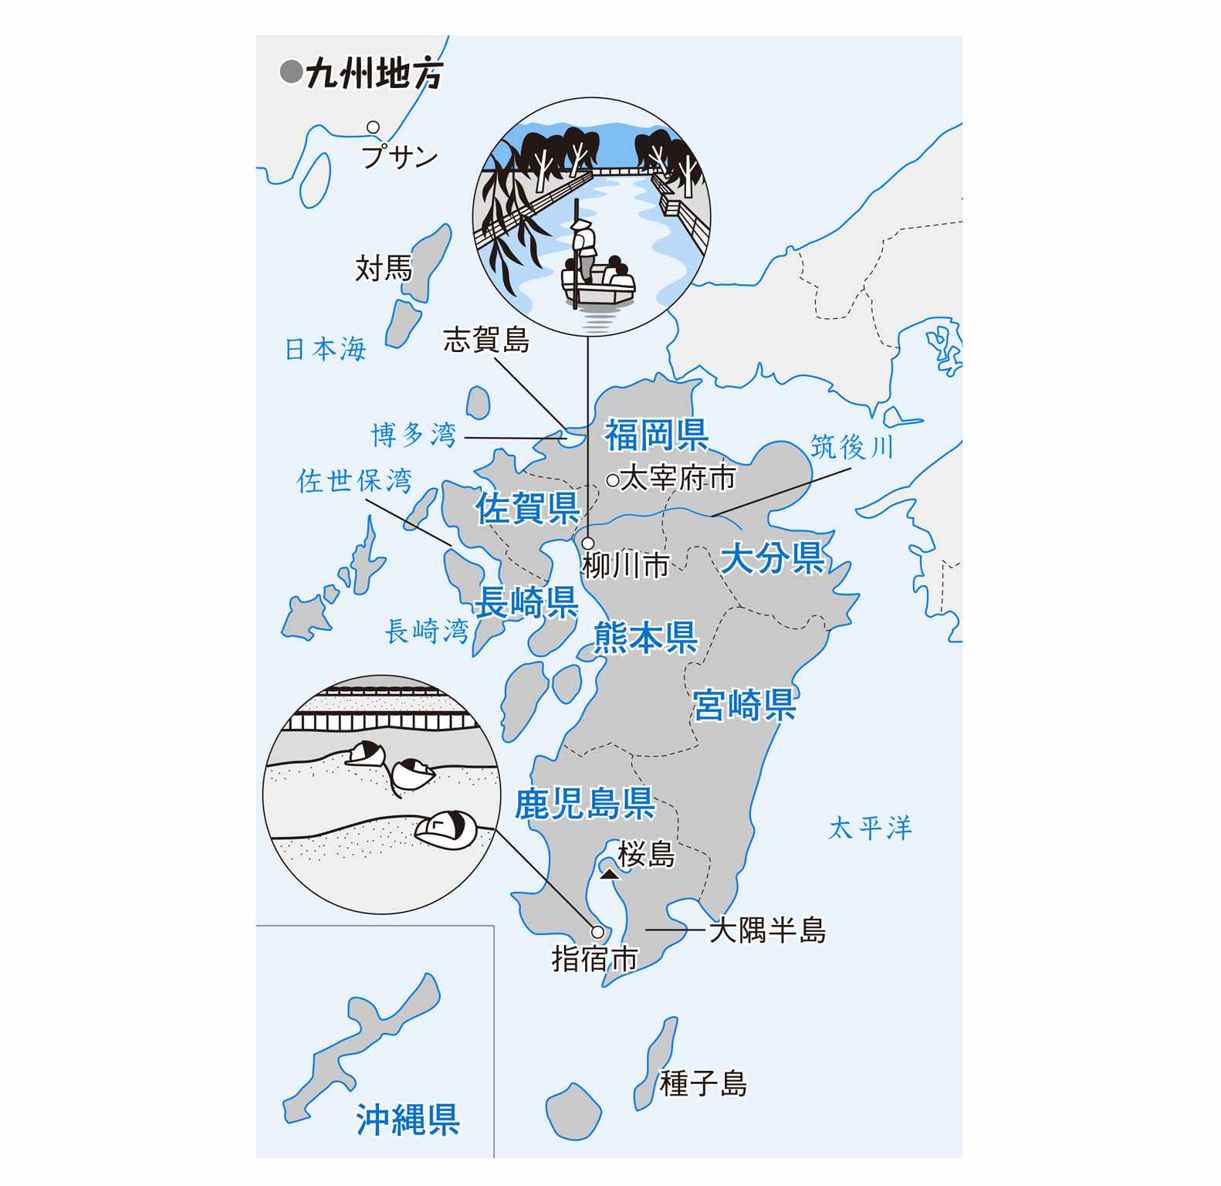 ●九州地方
プサン
対馬
日本海
志賀島
博多湾
福岡県
筑後川
太宰府市
佐世保湾
佐賀県
柳川市
大分県
長崎県
長崎湾
熊本県
宮崎県
鹿児島県
太平洋
桜島
大隅半島
指宿市
種子島
沖縄県